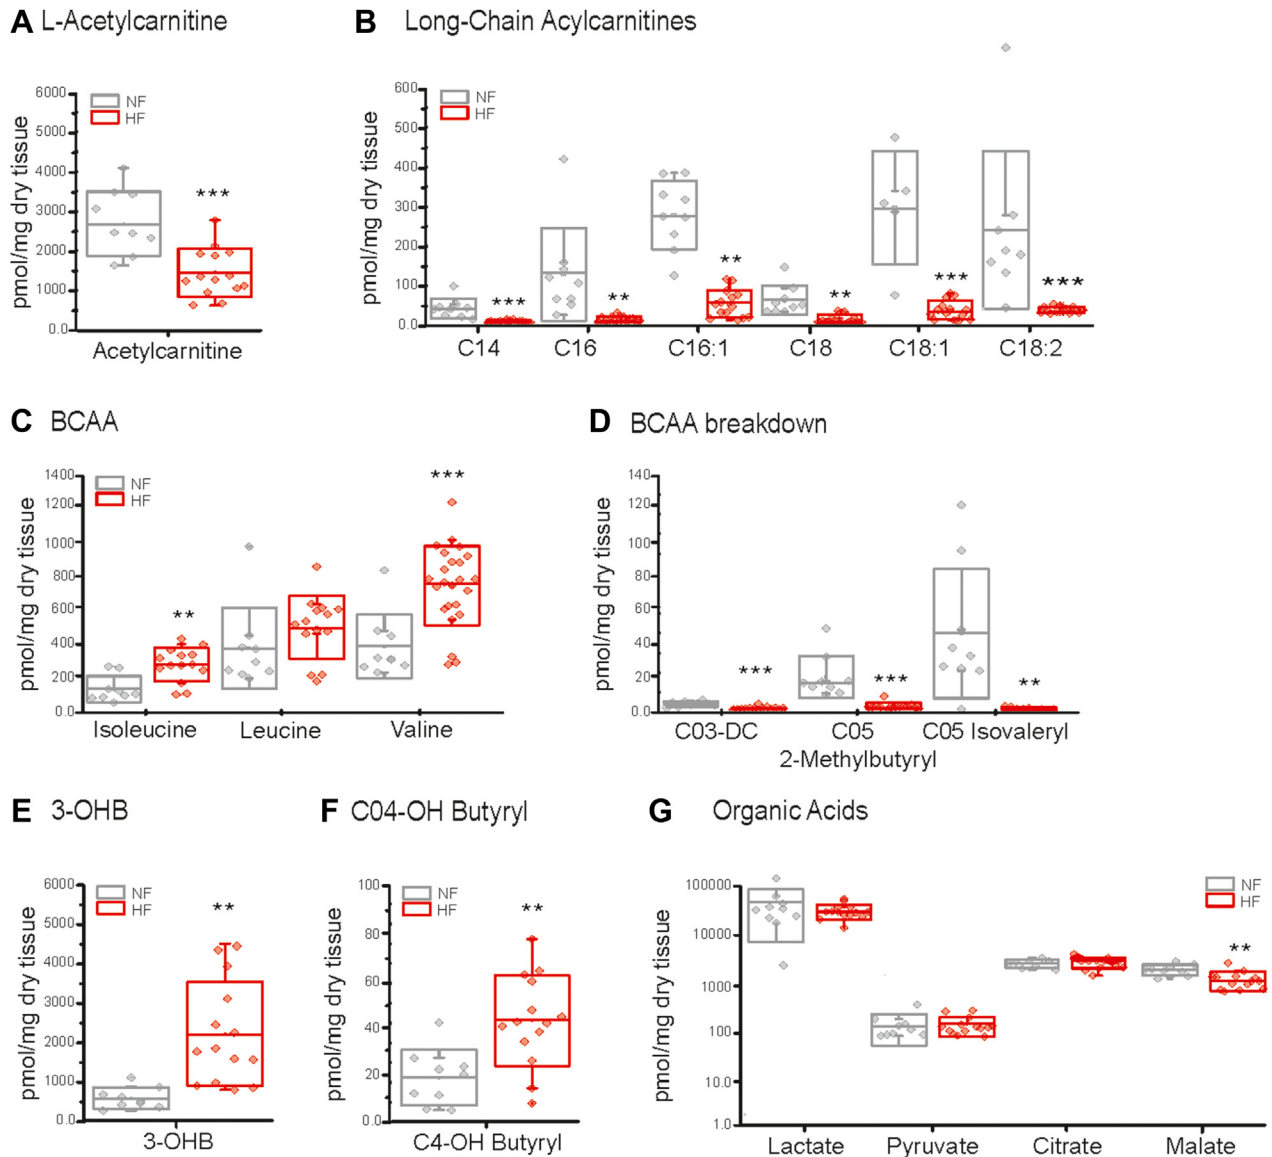 A L-Acetylcarnitine
B Long-Chain Acylcarnitines
pmol/mg dry tissue
6000
5000
4000
3000
2000
1000
0.0
NF
HF
***
Acetylcarnitine
pmol/mg dry tissue
600
500
400
300
200
100
0.0
NF
HF
***
**
**
**
***
***
C14 C16 C16:1 C18 C18:1 C18:2
C BCAA
D BCAA breakdown
pmol/mg dry tissue
1400
1200
1000
800
600
400
200
0.0
NF
HF
**
***
Isoleucine Leucine Valine
pmol/mg dry tissue
140
120
100
80
60
40
20
0.0
***
***
**
C03-DC C05 C05 Isovaleryl
2-Methylbutyryl
E 3-OHB
F C04-OH Butyryl
G Organic Acids
pmol/mg dry tissue
6000
5000
4000
3000
2000
1000
0.0
NF
HF
**
3-OHB
pmol/mg dry tissue
100
80
60
40
20
0.0
NF
HF
**
C4-OH Butyryl
pmol/mg dry tissue
100000
10000
1000
100
10.0
1.0
NF
HF
**
Lactate Pyruvate Citrate Malate